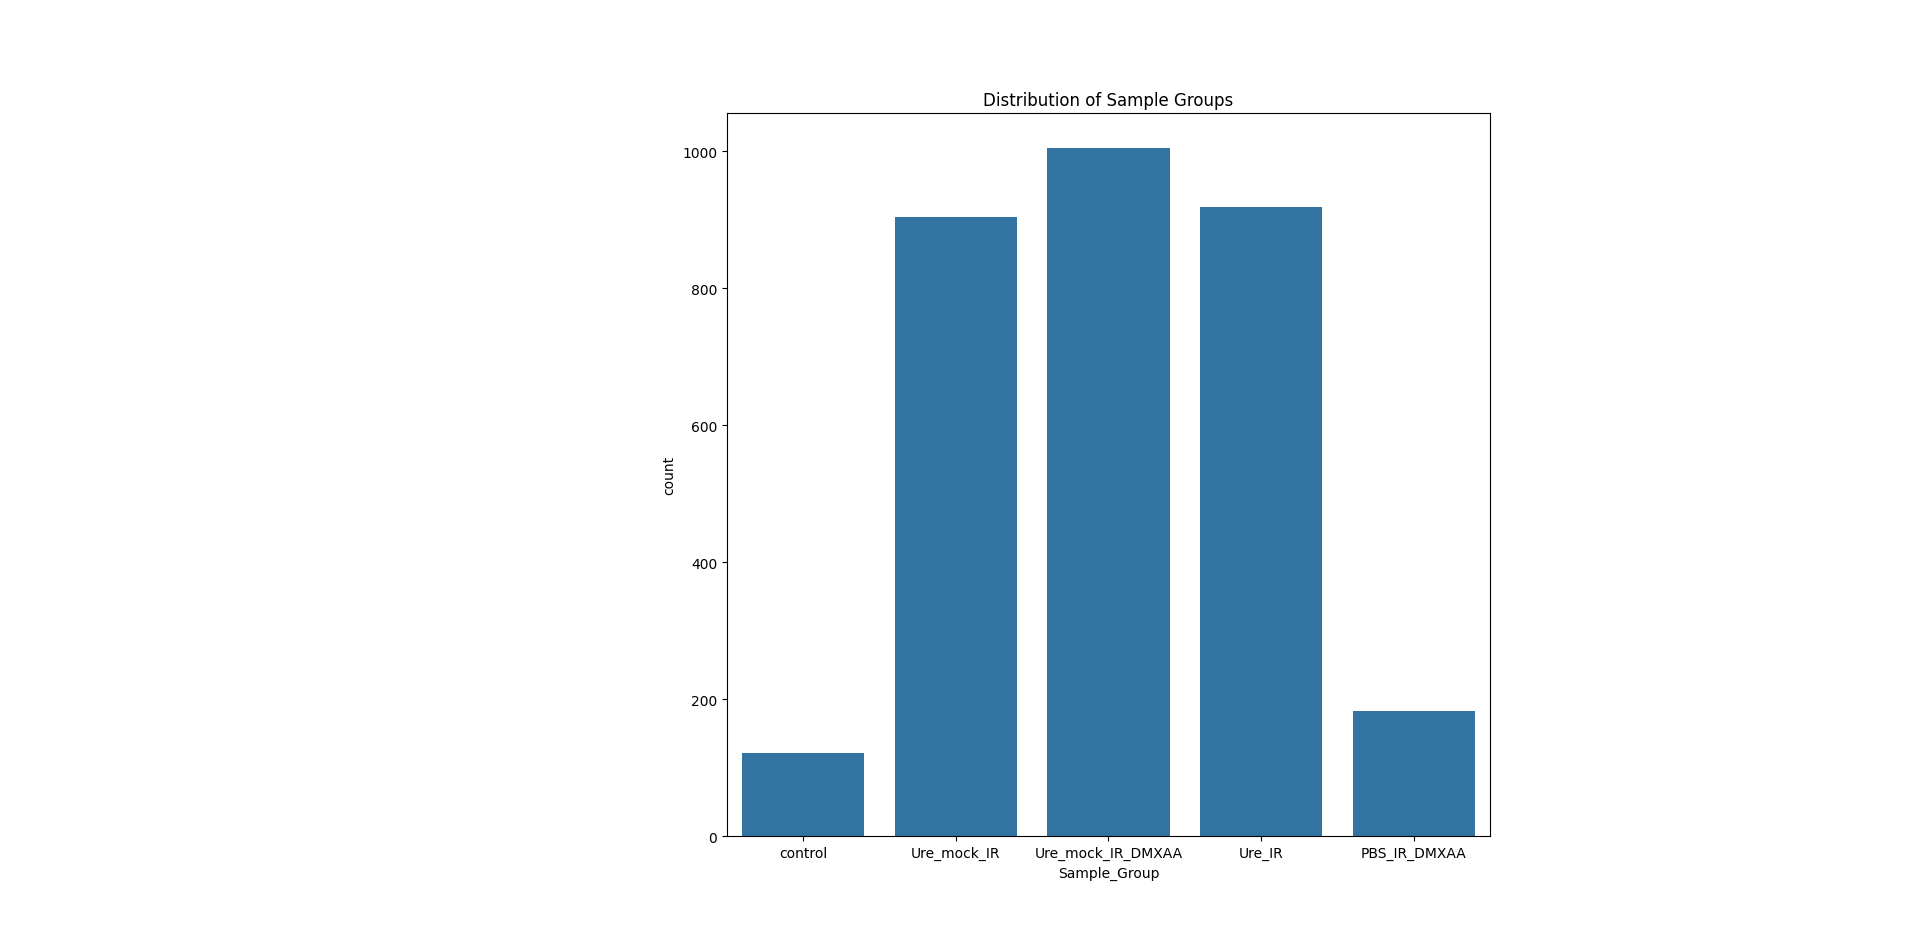 Distribution of Sample Groups
1000
800
600
400
200
0
count
control Ure_mock_IR Ure_mock_IR_DMXAA Ure_IR PBS_IR_DMXAA
Sample_Group